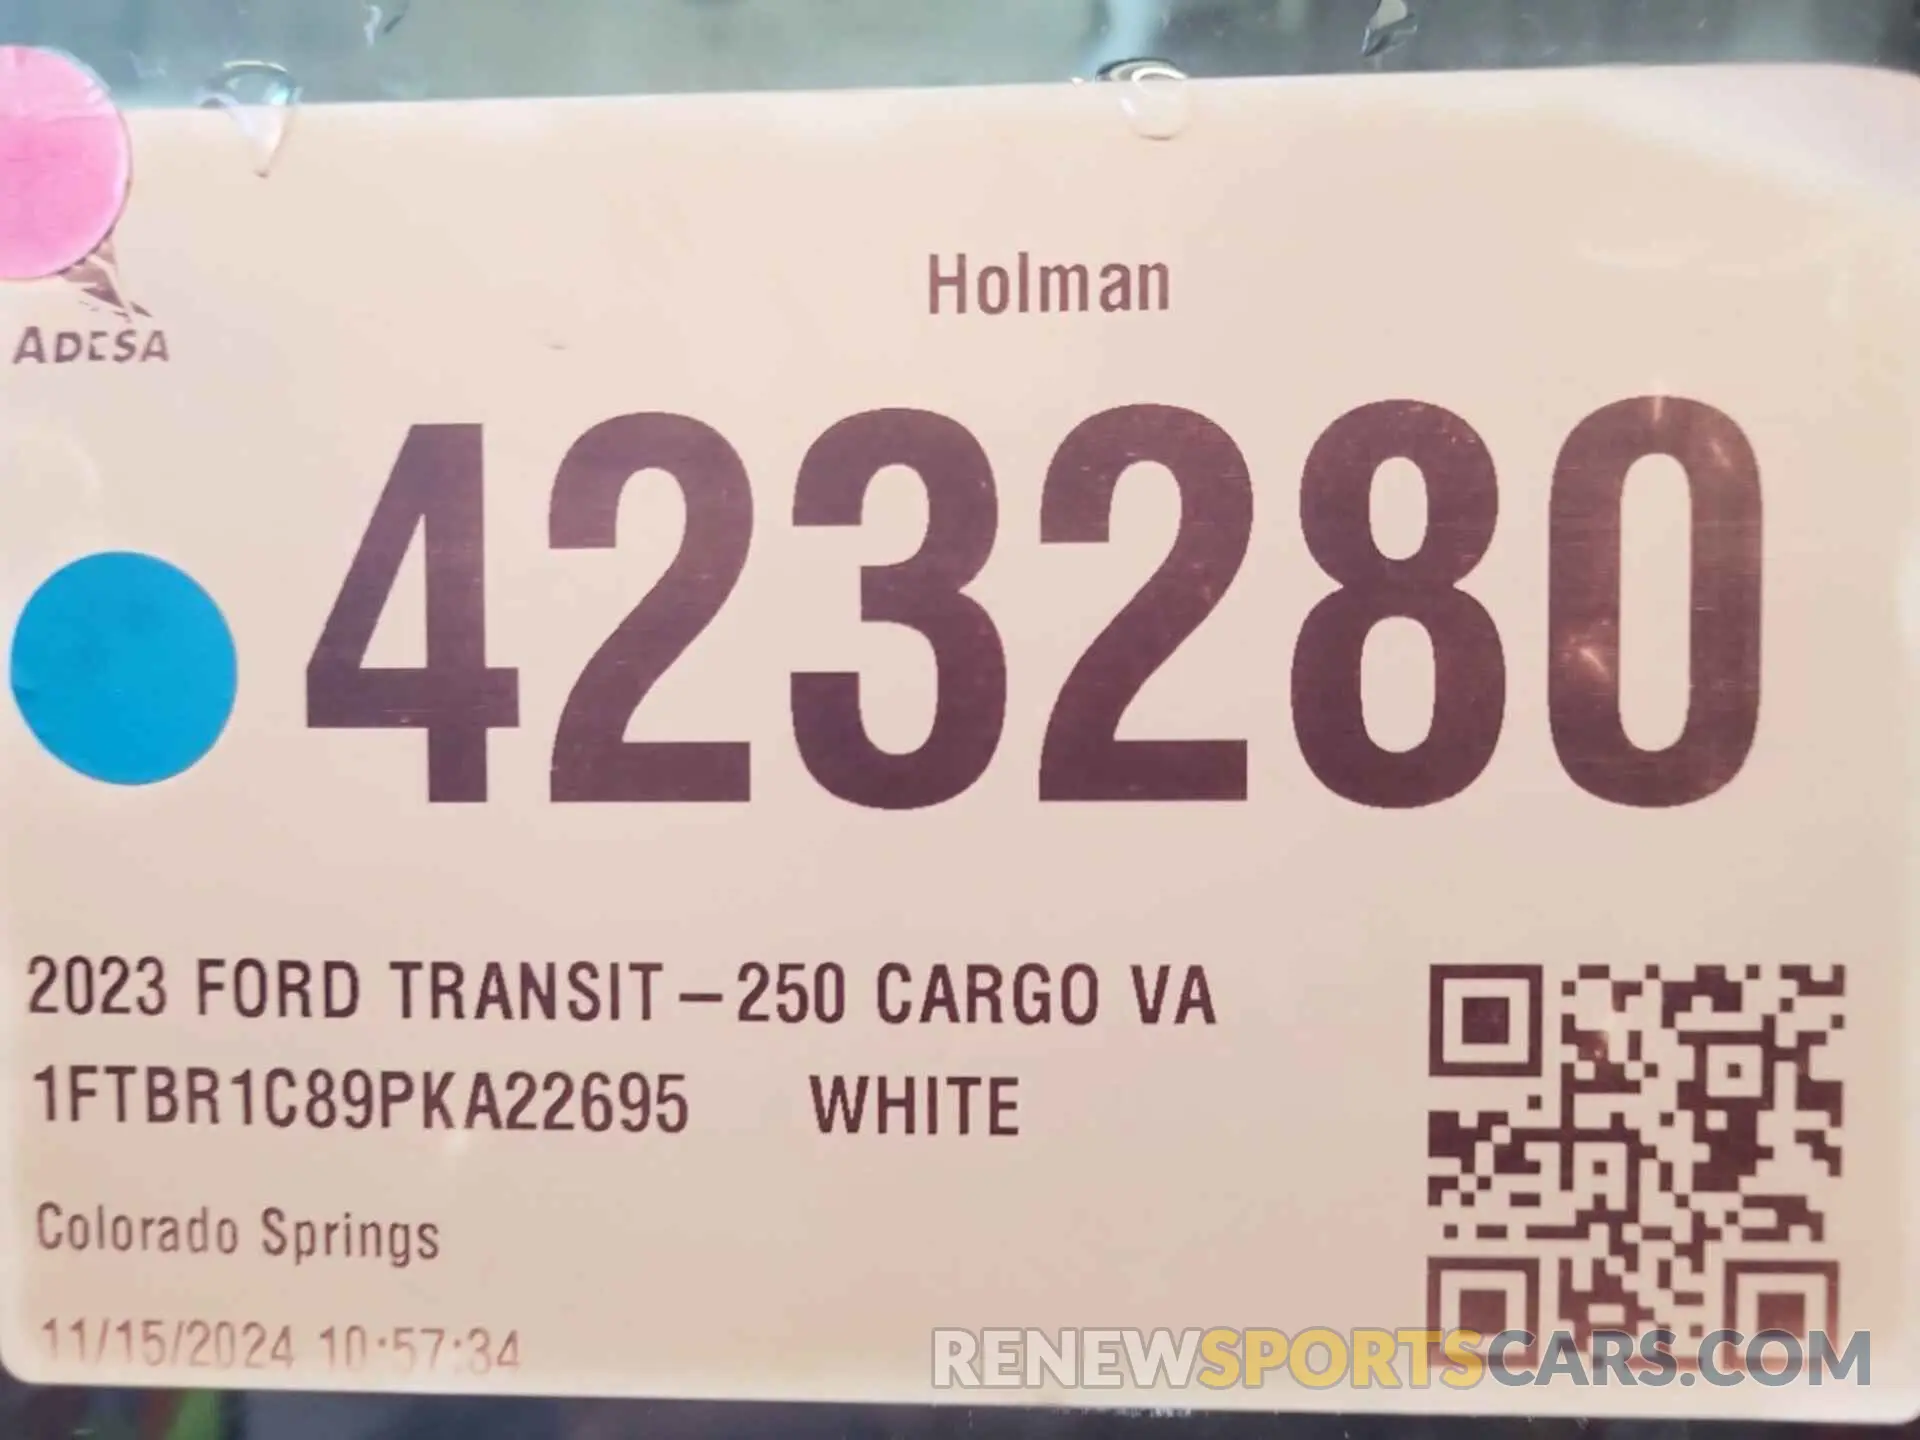 Holman
ADESA
423280
2023 FORD TRANSIT-250 CARGO VA
1FTBR1C89PKA22695 WHITE
Colorado Springs
11/15/2024 10:57:34
RENEWSPORTSCARS.COM